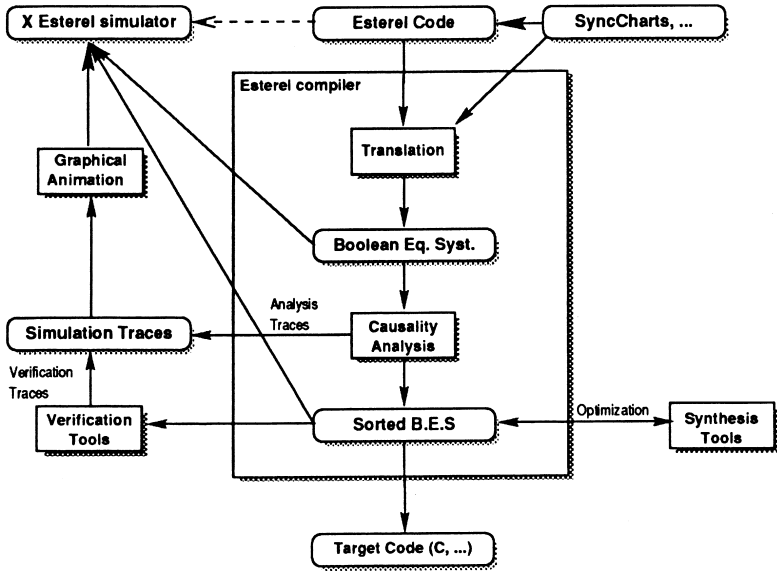 X Esterel simulator
Esterel Code
SyncCharts, ...
Esterel compiler
Translation
Graphical
Animation
Boolean Eq. Syst.
Analysis
Traces
Simulation Traces
Causality
Analysis
Verification
Traces
Verification
Tools
Sorted B.E.S
Optimization
Synthesis
Tools
Target Code (C, ...)